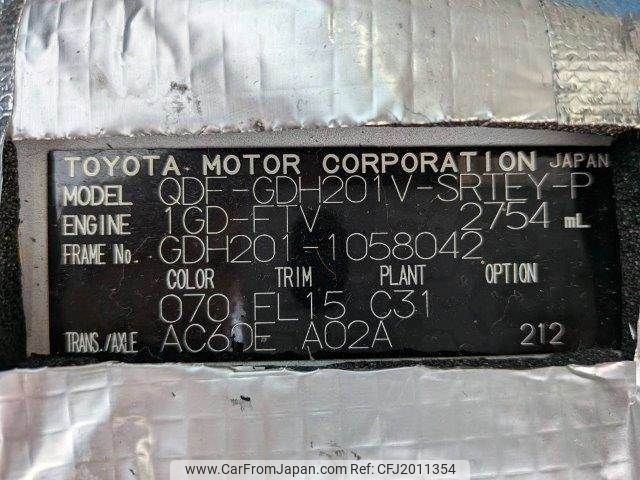 TOYOTA MOTOR CORPORATION JAPAN
MODEL QDF-GDH201V-SRTEY-P
ENGINE 1GD-FTV 2754 mL
FRAME No. GDH201-1058042
COLOR TRIM PLANT OPTION
070 FL15 C31
TRANS./AXLE AC60E A02A 212
www.CarFromJapan.com | Ref:CFJ2011354